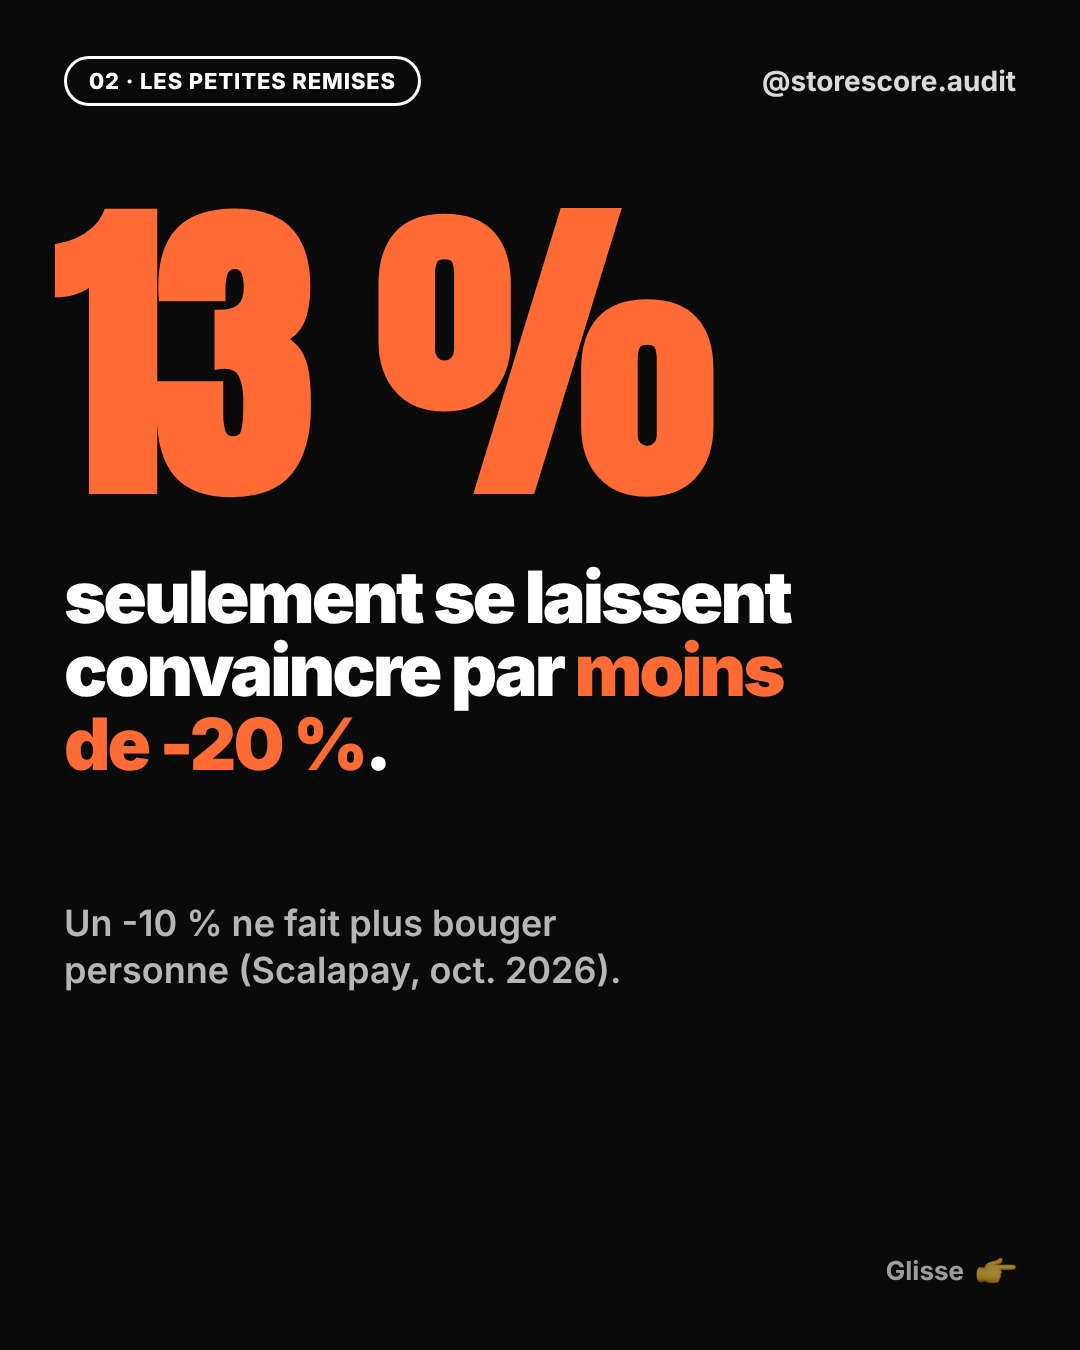 02 · LES PETITES REMISES
@storescore.audit
13 %
seulement se laissent
convaincre par moins
de -20 %.
Un -10 % ne fait plus bouger
personne (Scalapay, oct. 2026).
Glisse 👉